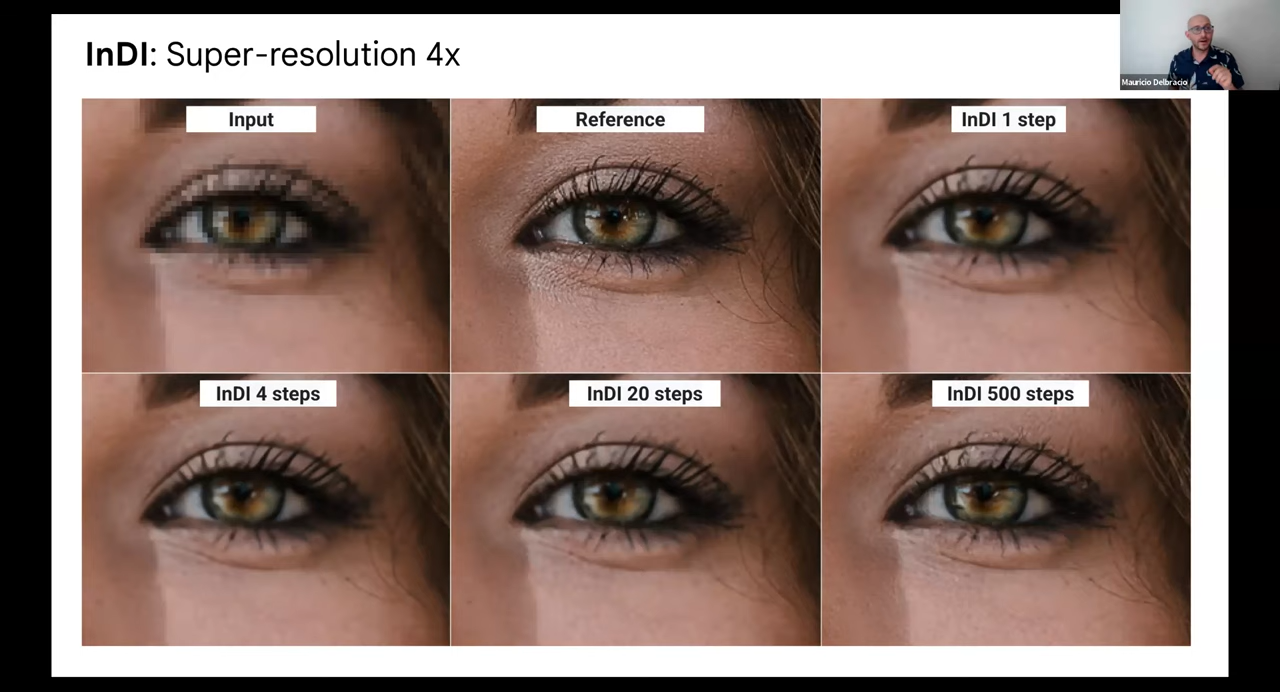 InDI: Super-resolution 4x
Mauricio Delbracio
Input
Reference
InDI 1 step
InDI 4 steps
InDI 20 steps
InDI 500 steps